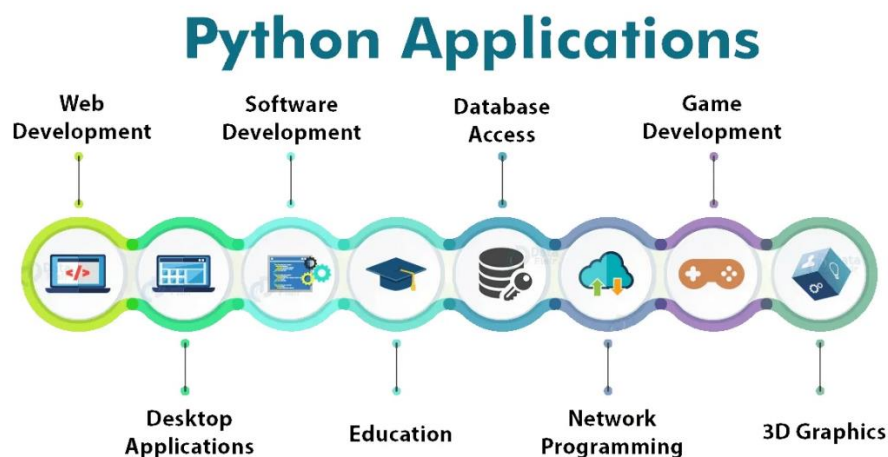 Python Applications
Web
Development
Software
Development
Database
Access
Game
Development
</>
Desktop
Applications
Education
Network
Programming
3D Graphics